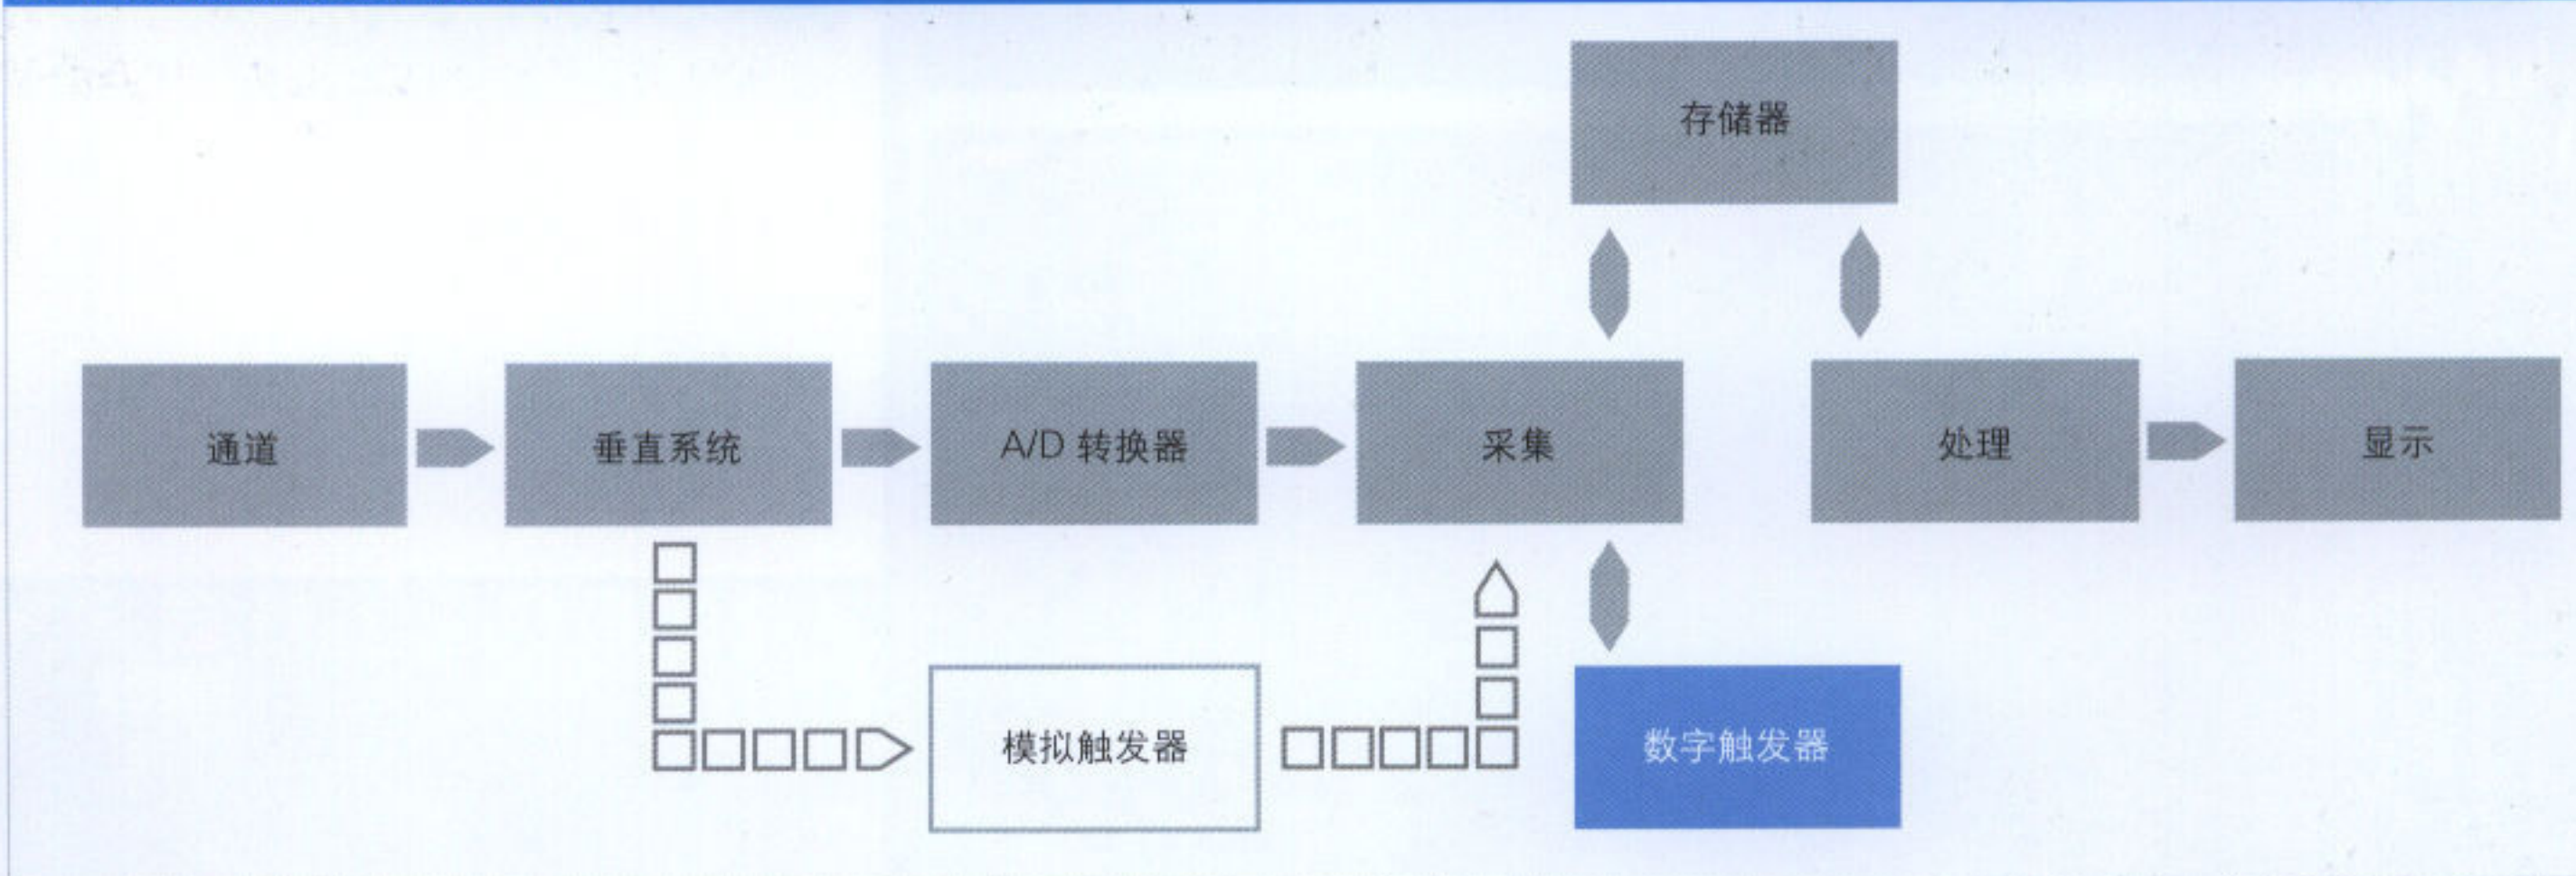 存储器
通道
垂直系统
A/D 转换器
采集
处理
显示
模拟触发器
数字触发器